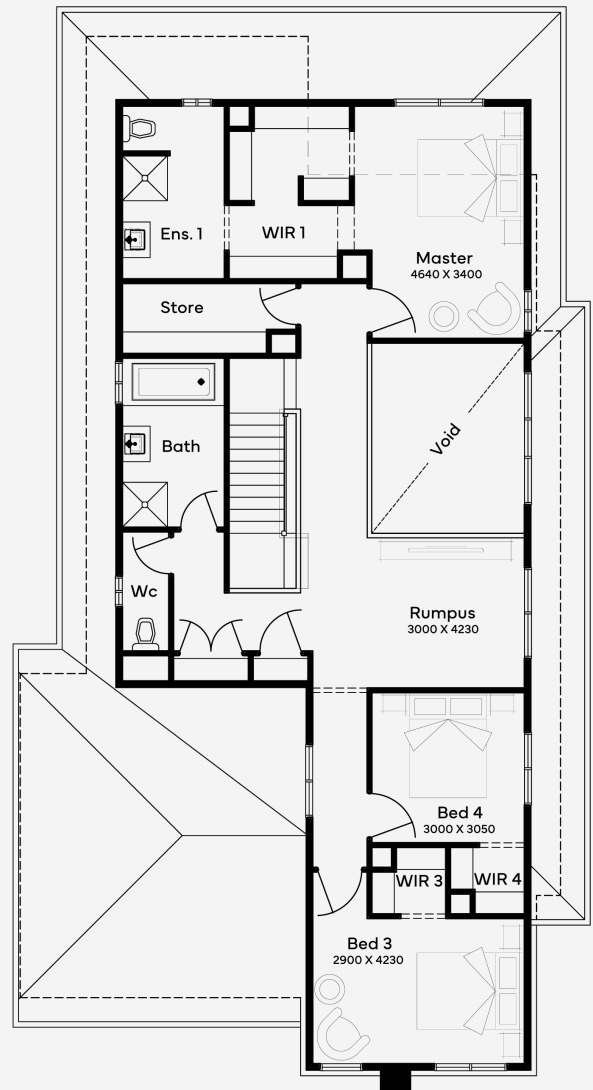 Ens. 1
WIR 1
Master
4640 X 3400
Store
Bath
Void
Wc
Rumpus
3000 X 4230
Bed 4
3000 X 3050
WIR 3
WIR 4
Bed 3
2900 X 4230